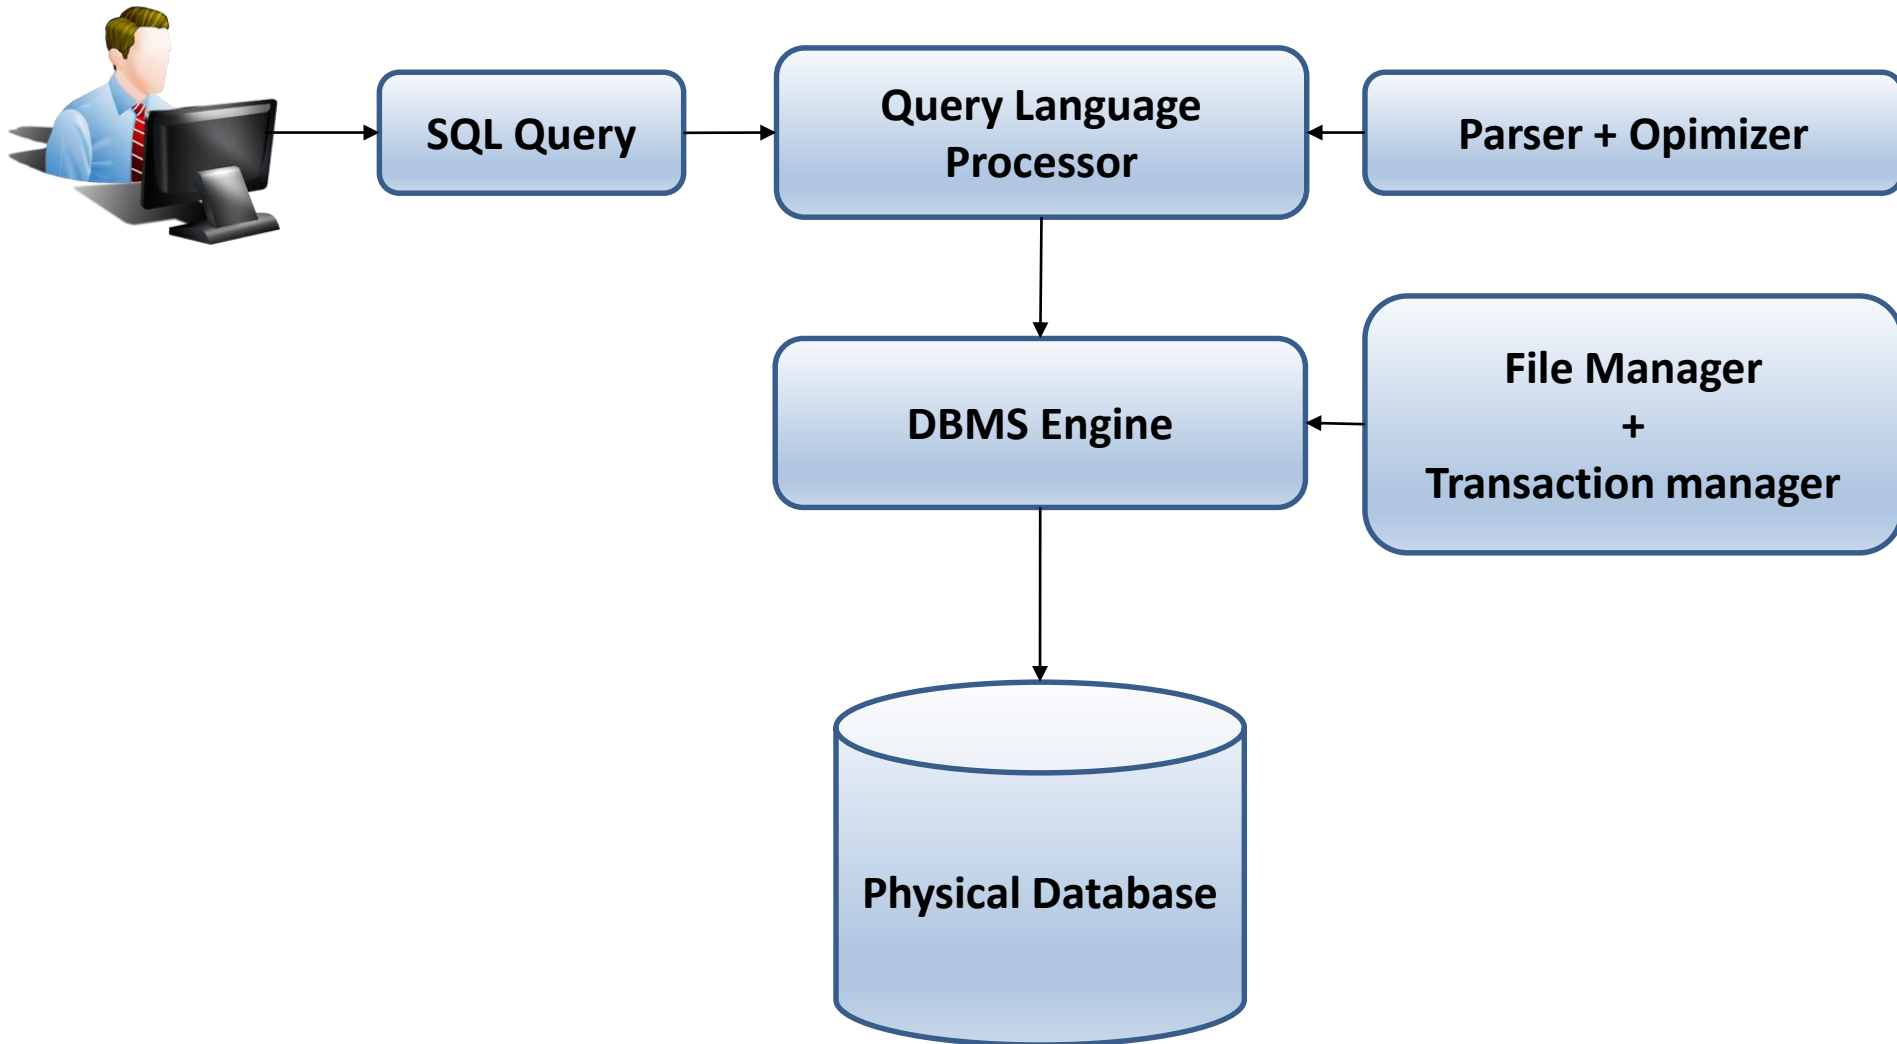 SQL Query
Query Language
Processor
Parser + Opimizer
DBMS Engine
File Manager
+
Transaction manager
Physical Database